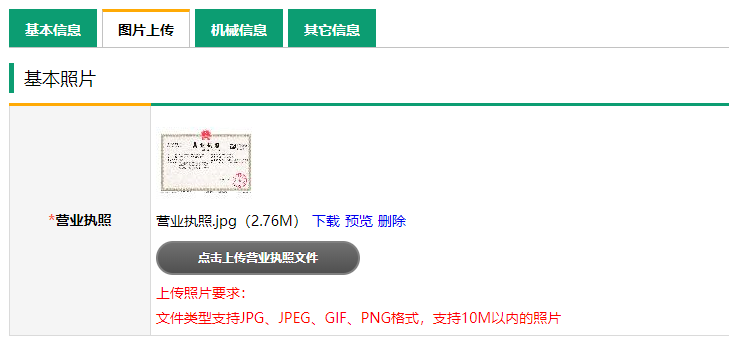 基本信息
图片上传
机械信息
其它信息
基本照片
*营业执照
营业执照.jpg（2.76M） 下载 预览 删除
点击上传营业执照文件
上传照片要求：
文件类型支持JPG、JPEG、GIF、PNG格式，支持10M以内的照片